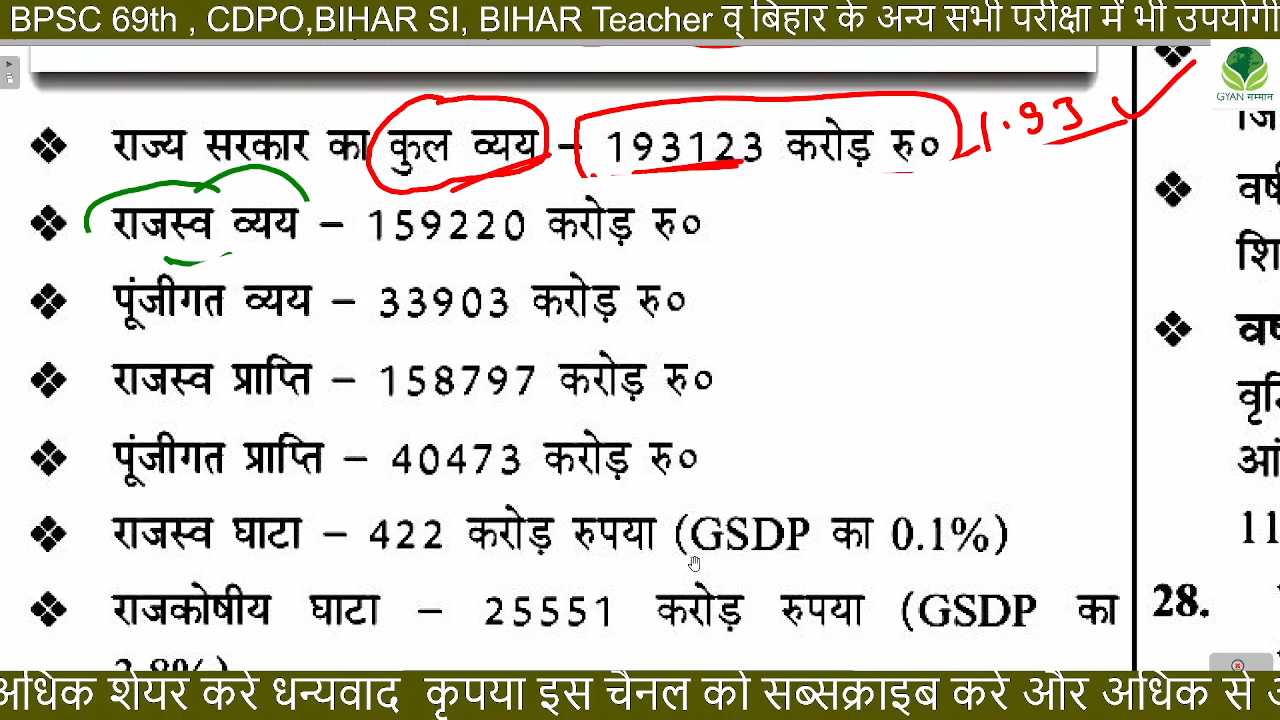 BPSC 69th , CDPO,BIHAR SI, BIHAR Teacher व् बिहार के अन्य सभी परीक्षा में भी उपयोगी
GYAN सम्मान
❖ राज्य सरकार का कुल व्यय – 193123 करोड़ रु० 1.93
❖ राजस्व व्यय – 159220 करोड़ रु०
❖ पूंजीगत व्यय – 33903 करोड़ रु०
❖ राजस्व प्राप्ति – 158797 करोड़ रु०
❖ पूंजीगत प्राप्ति – 40473 करोड़ रु०
❖ राजस्व घाटा – 422 करोड़ रुपया (GSDP का 0.1%)
❖ राजकोषीय घाटा – 25551 करोड़ रुपया (GSDP का
11
28.
अधिक शेयर करे धन्यवाद कृपया इस चैनल को सब्सक्राइब करे और अधिक से